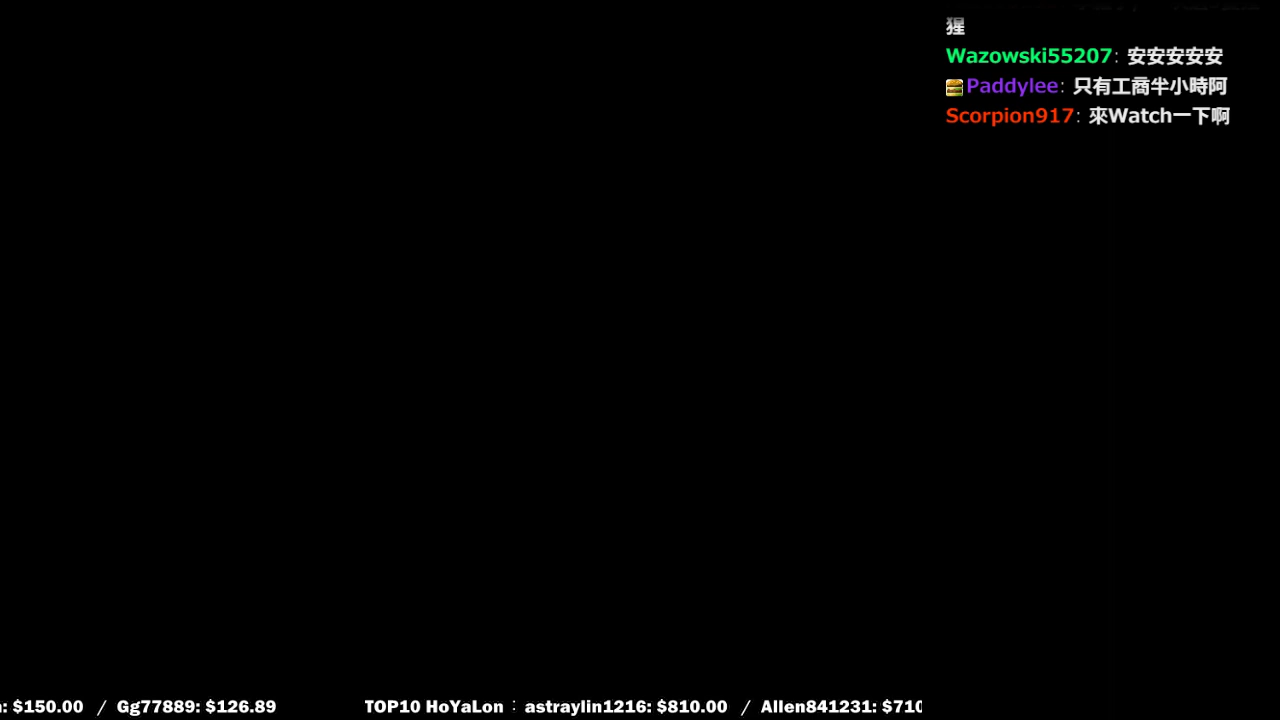 猩
Wazowski55207: 安安安安安
Paddylee: 只有工商半小時阿
Scorpion917: 來Watch一下啊
: $150.00 / Gg77889: $126.89 TOP10 HoYaLon：astraylin1216: $810.00 / Allen841231: $710